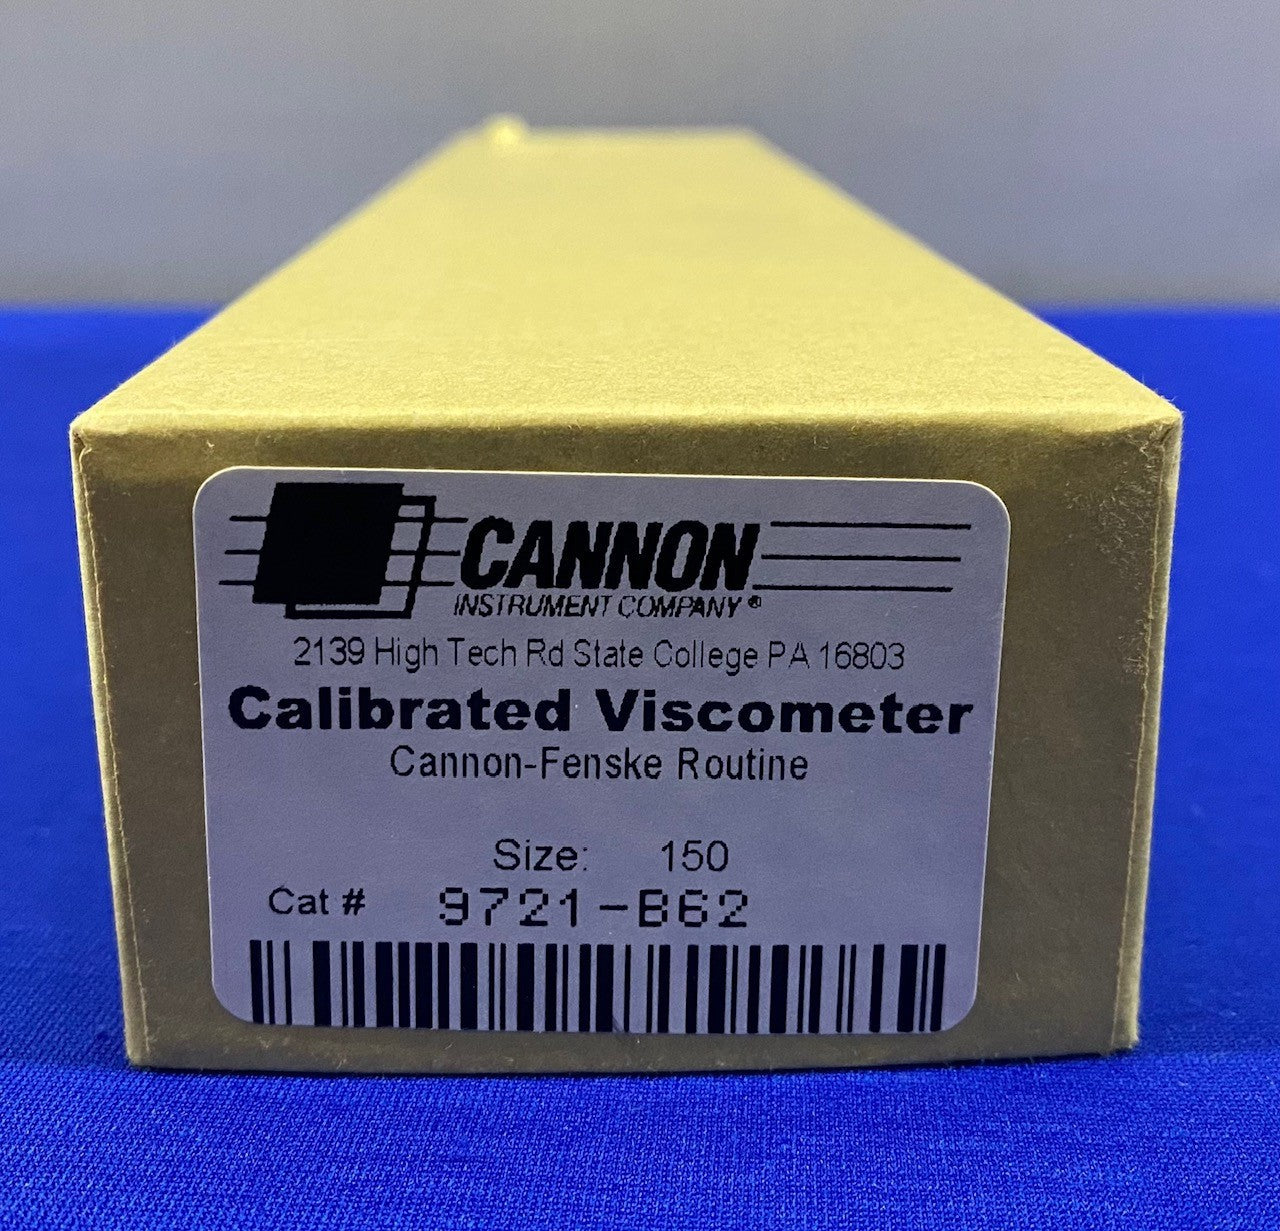 CANNON
INSTRUMENT COMPANY ®
2139 High Tech Rd State College PA 16803
Calibrated Viscometer
Cannon-Fenske Routine
Size: 150
Cat # 9721-B62